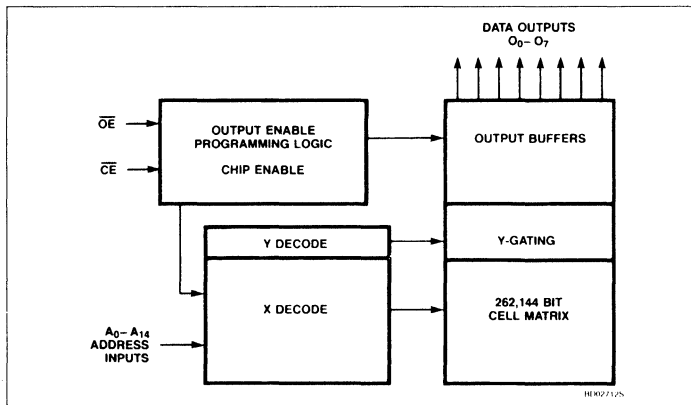 DATA OUTPUTS
O₀– O₇
OE
CE
OUTPUT ENABLE
PROGRAMMING LOGIC
CHIP ENABLE
OUTPUT BUFFERS
Y DECODE
Y-GATING
X DECODE
262,144 BIT
CELL MATRIX
A₀– A₁₄
ADDRESS
INPUTS
BD02712S